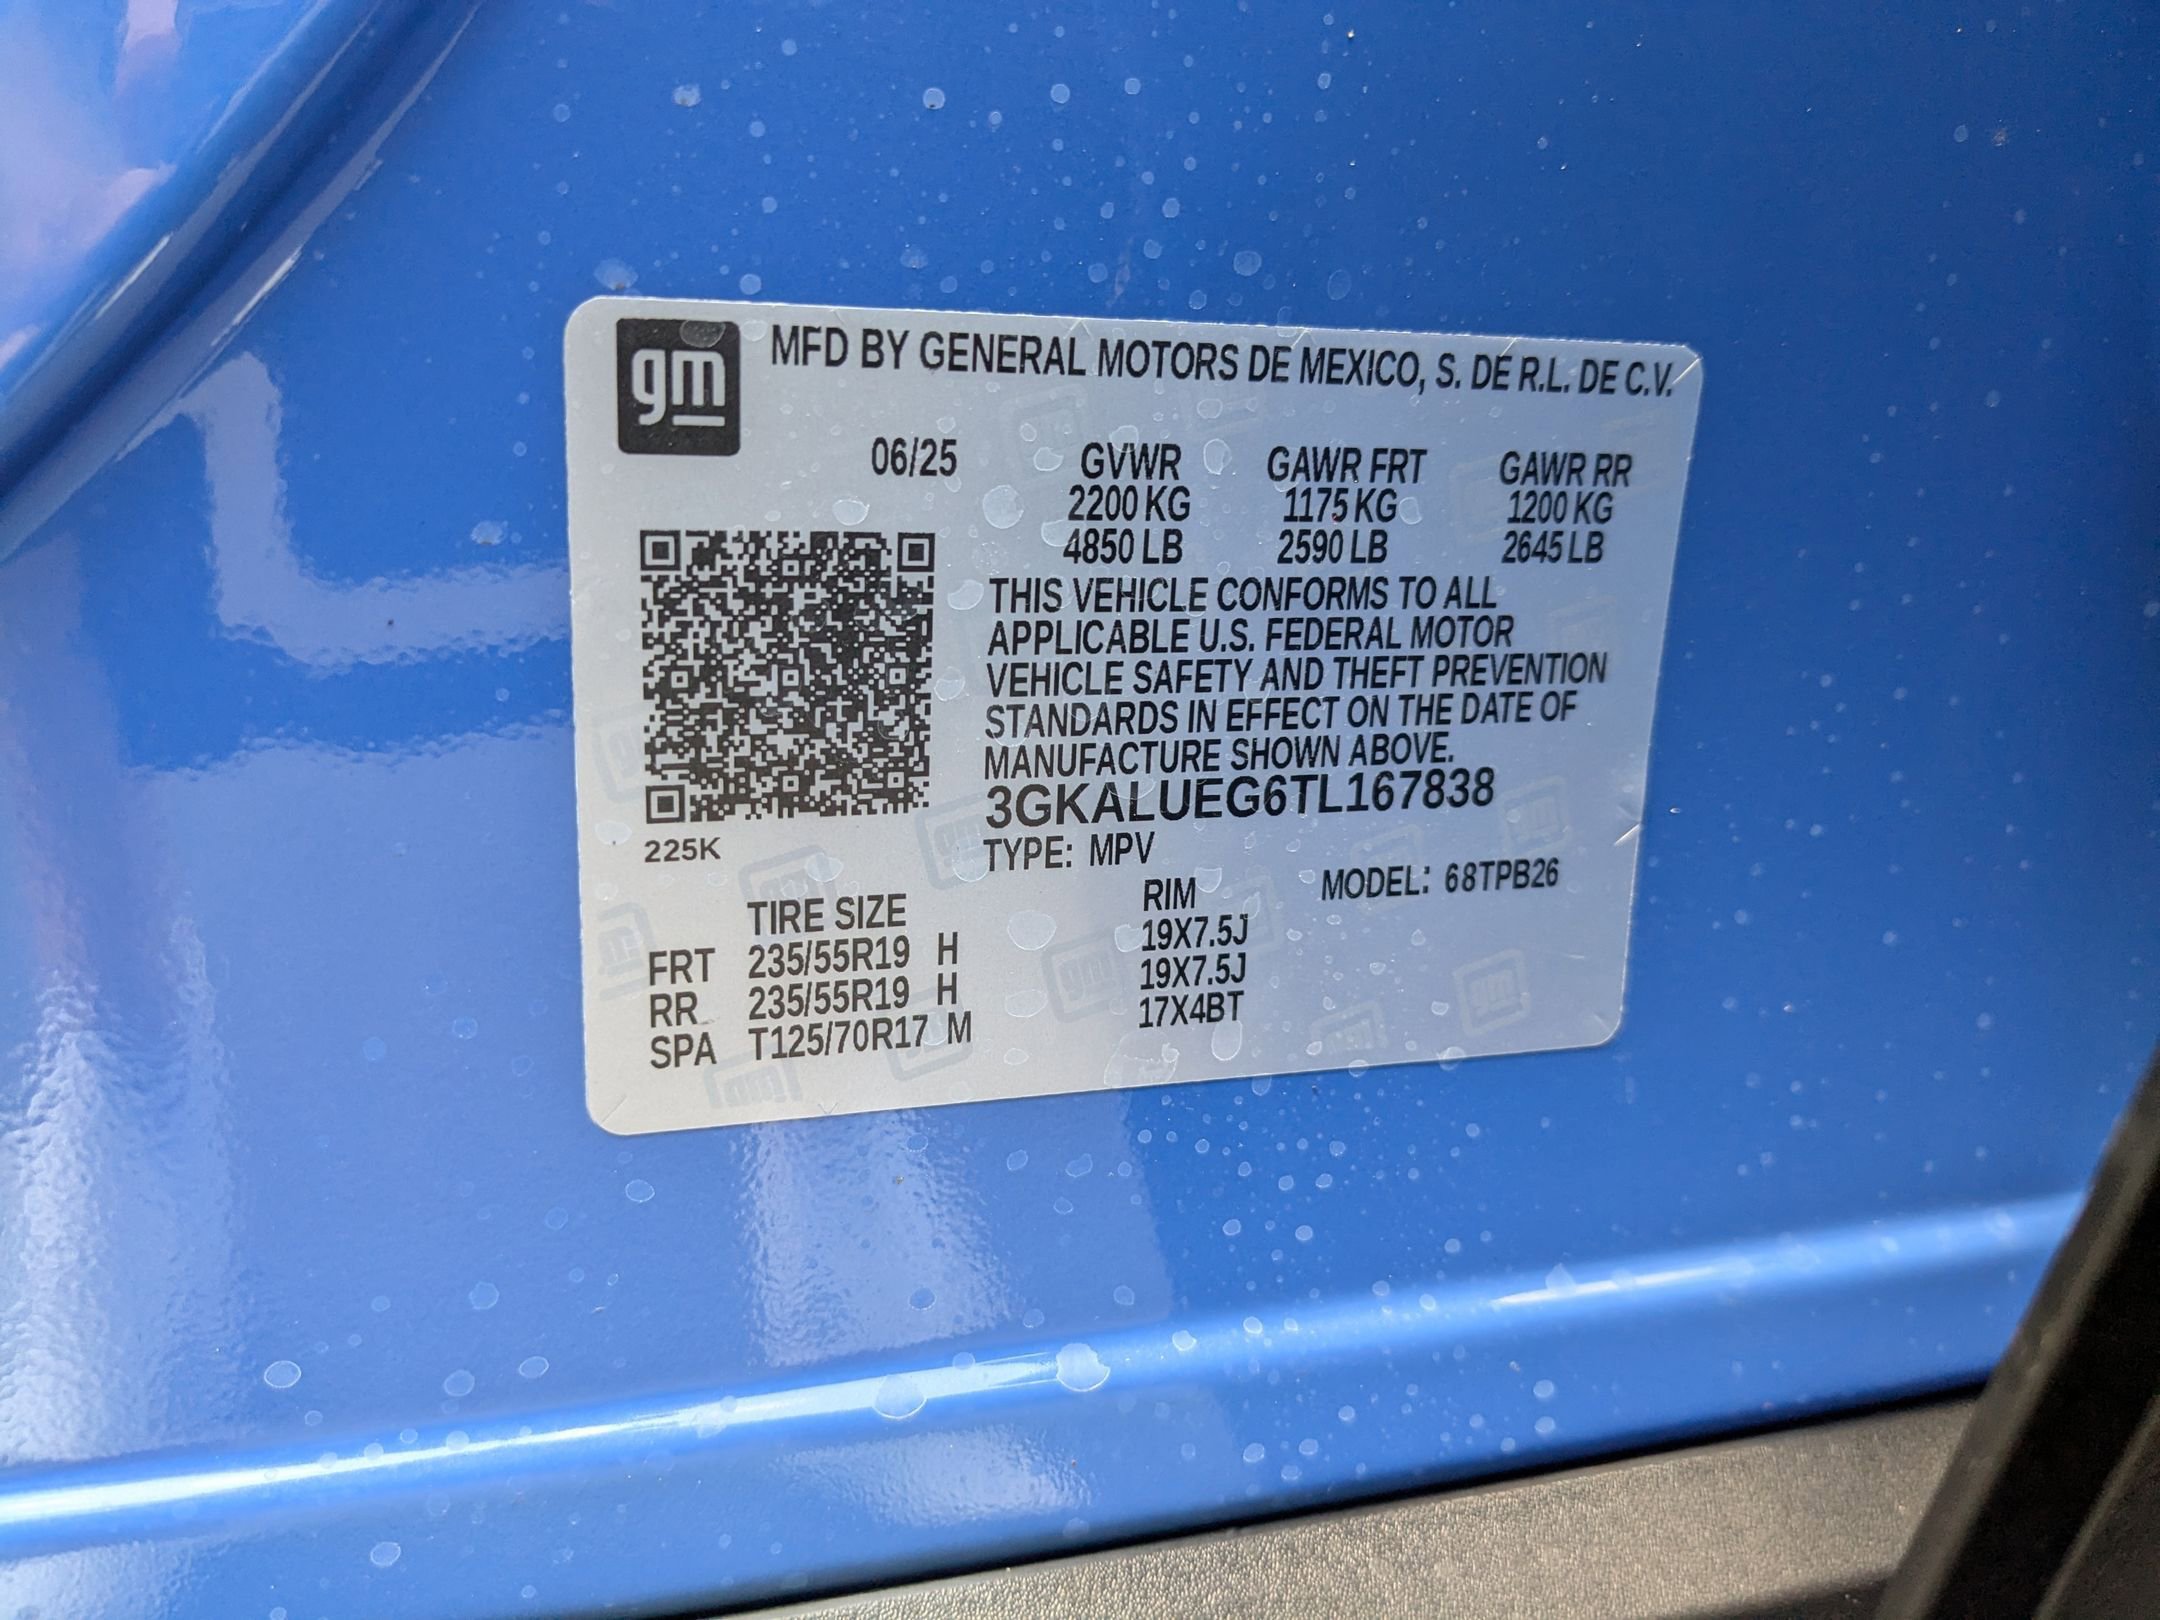 gm
MFD BY GENERAL MOTORS DE MEXICO, S. DE R.L. DE C.V.
06/25 GVWR GAWR FRT GAWR RR
2200 KG 1175 KG 1200 KG
4850 LB 2590 LB 2645 LB
THIS VEHICLE CONFORMS TO ALL
APPLICABLE U.S. FEDERAL MOTOR
VEHICLE SAFETY AND THEFT PREVENTION
STANDARDS IN EFFECT ON THE DATE OF
MANUFACTURE SHOWN ABOVE.
3GKALUEG6TL167838
225K
TYPE: MPV MODEL: 68TPB26
TIRE SIZE RIM
FRT 235/55R19 H 19X7.5J
RR 235/55R19 H 19X7.5J
SPA T125/70R17 M 17X4BT